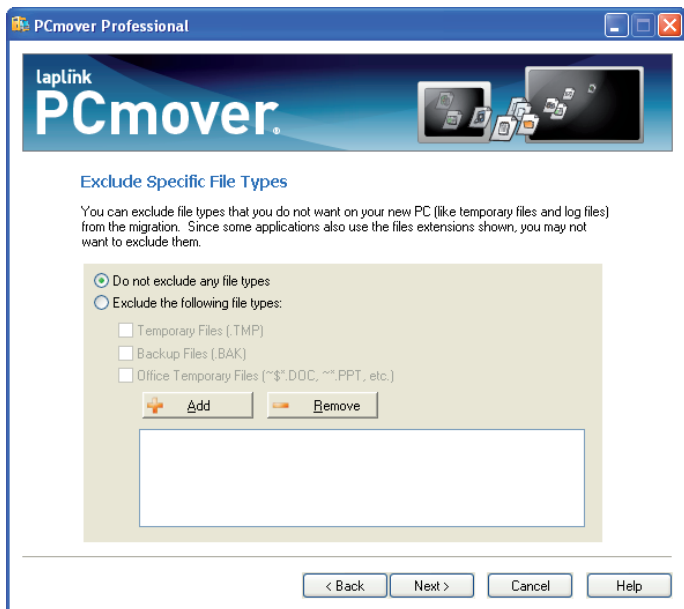 PCmover Professional
laplink
PCmover®
Exclude Specific File Types
You can exclude file types that you do not want on your new PC (like temporary files and log files)
from the migration. Since some applications also use the files extensions shown, you may not
want to exclude them.
Do not exclude any file types
Exclude the following file types:
Temporary Files (.TMP)
Backup Files (.BAK)
Office Temporary Files (~$*.DOC, ~*.PPT, etc.)
Add
Remove
< Back
Next >
Cancel
Help